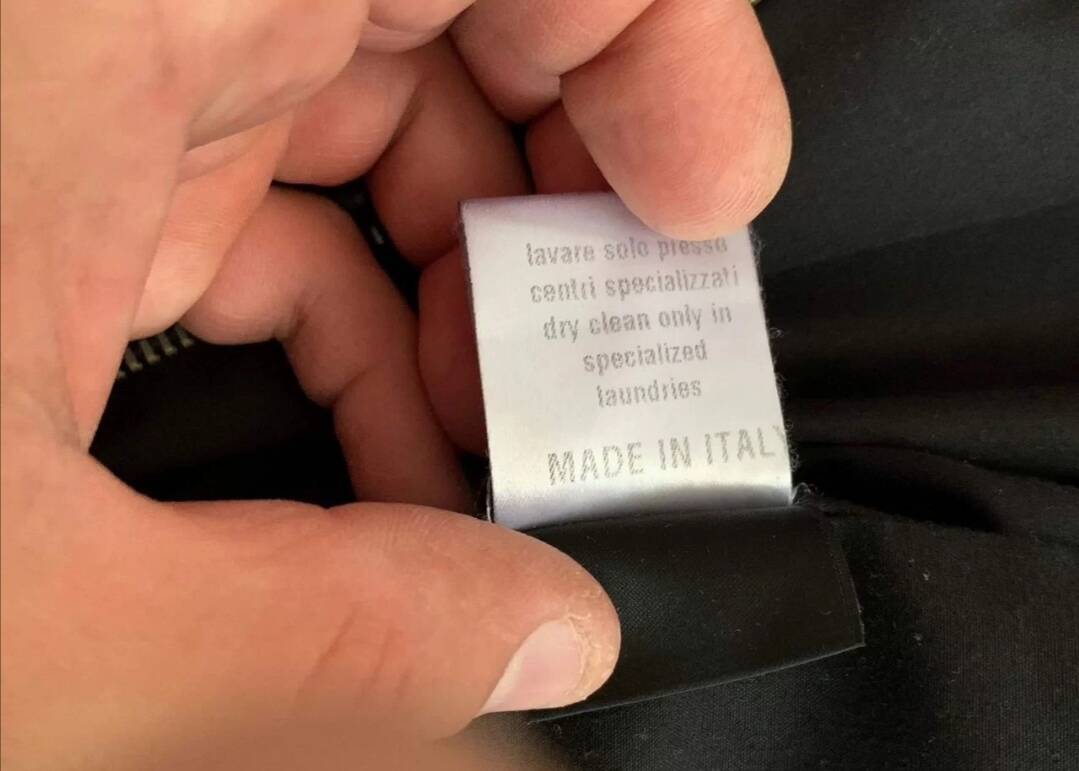 lavare solo presso
centri specializzati
dry clean only in
specialized
laundries
MADE IN ITALY